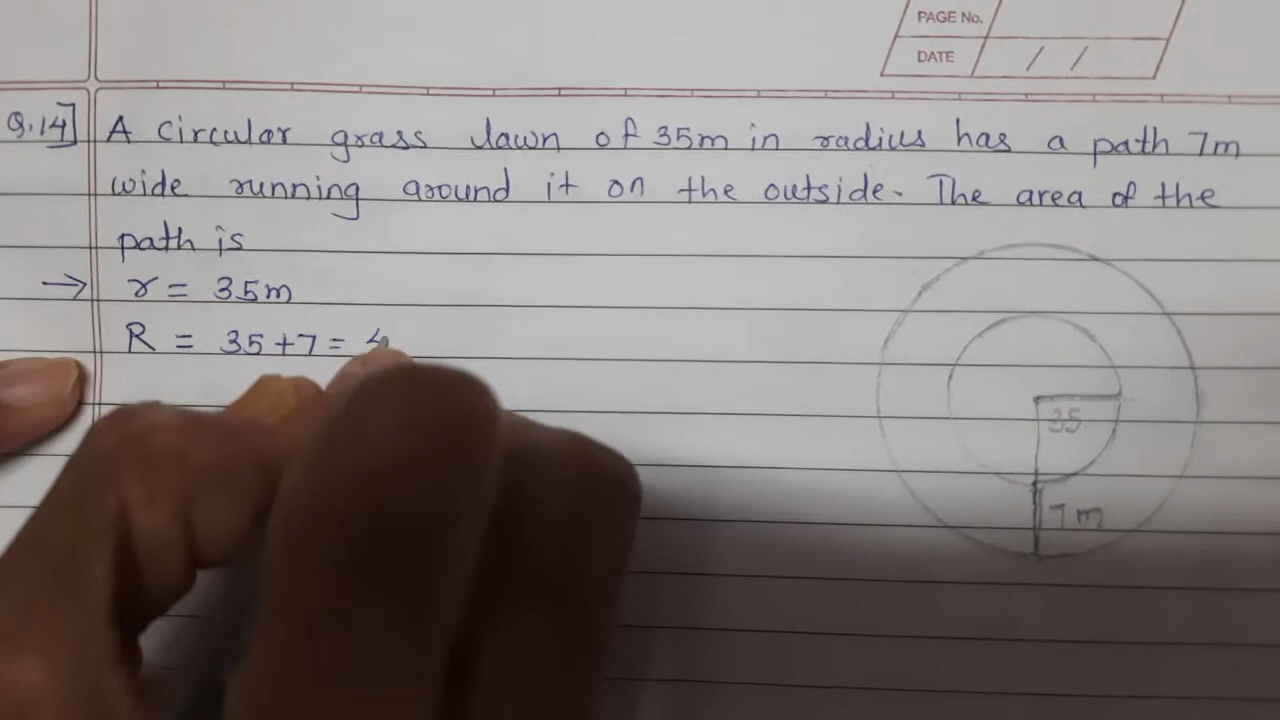 PAGE No.
DATE / /
Q.14] A circular grass lawn of 35m in radius has a path 7m
wide running around it on the outside. The area of the
path is
→ r = 35m
R = 35+7 = 4
35
7m